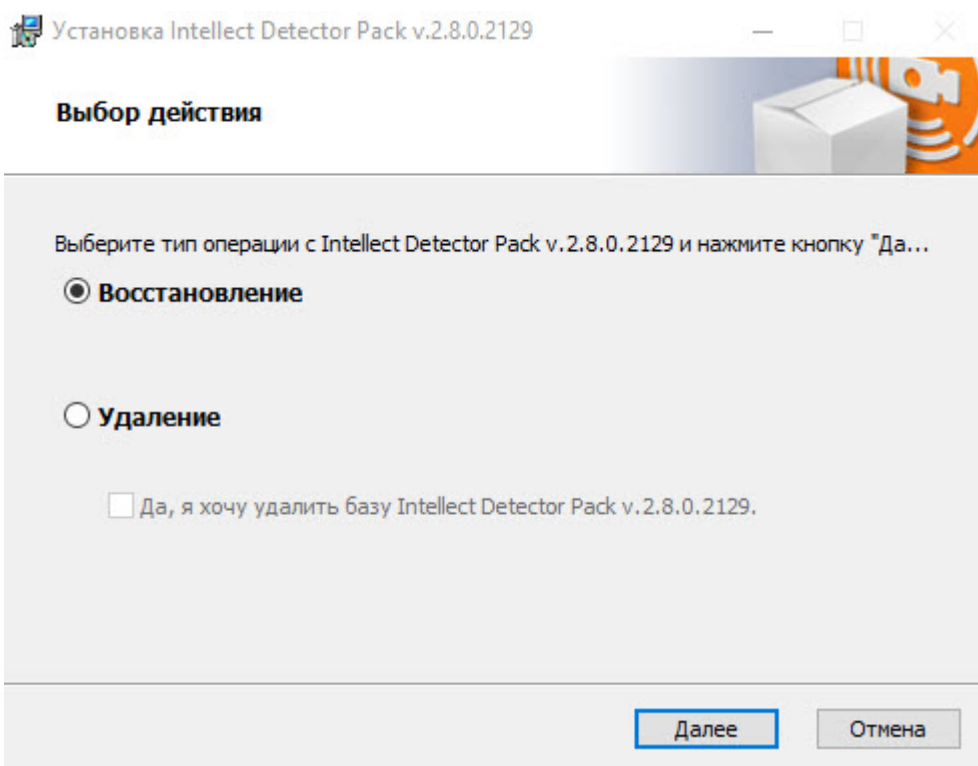 Установка Intellect Detector Pack v.2.8.0.2129
Выбор действия
Выберите тип операции с Intellect Detector Pack v.2.8.0.2129 и нажмите кнопку "Да...
Восстановление
Удаление
Да, я хочу удалить базу Intellect Detector Pack v.2.8.0.2129.
Далее Отмена